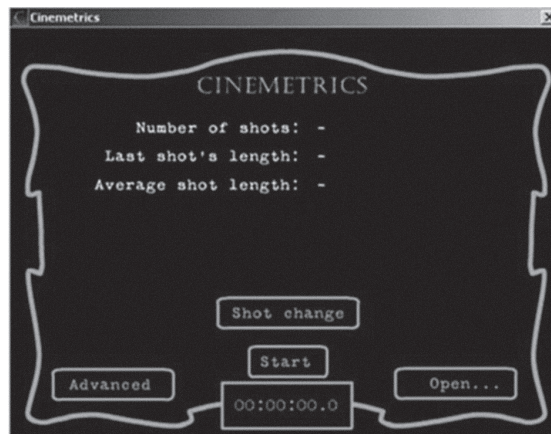 Cinemetrics
CINEMETRICS
Number of shots: -
Last shot's length: -
Average shot length: -
Shot change
Start
Advanced
Open...
00:00:00.0